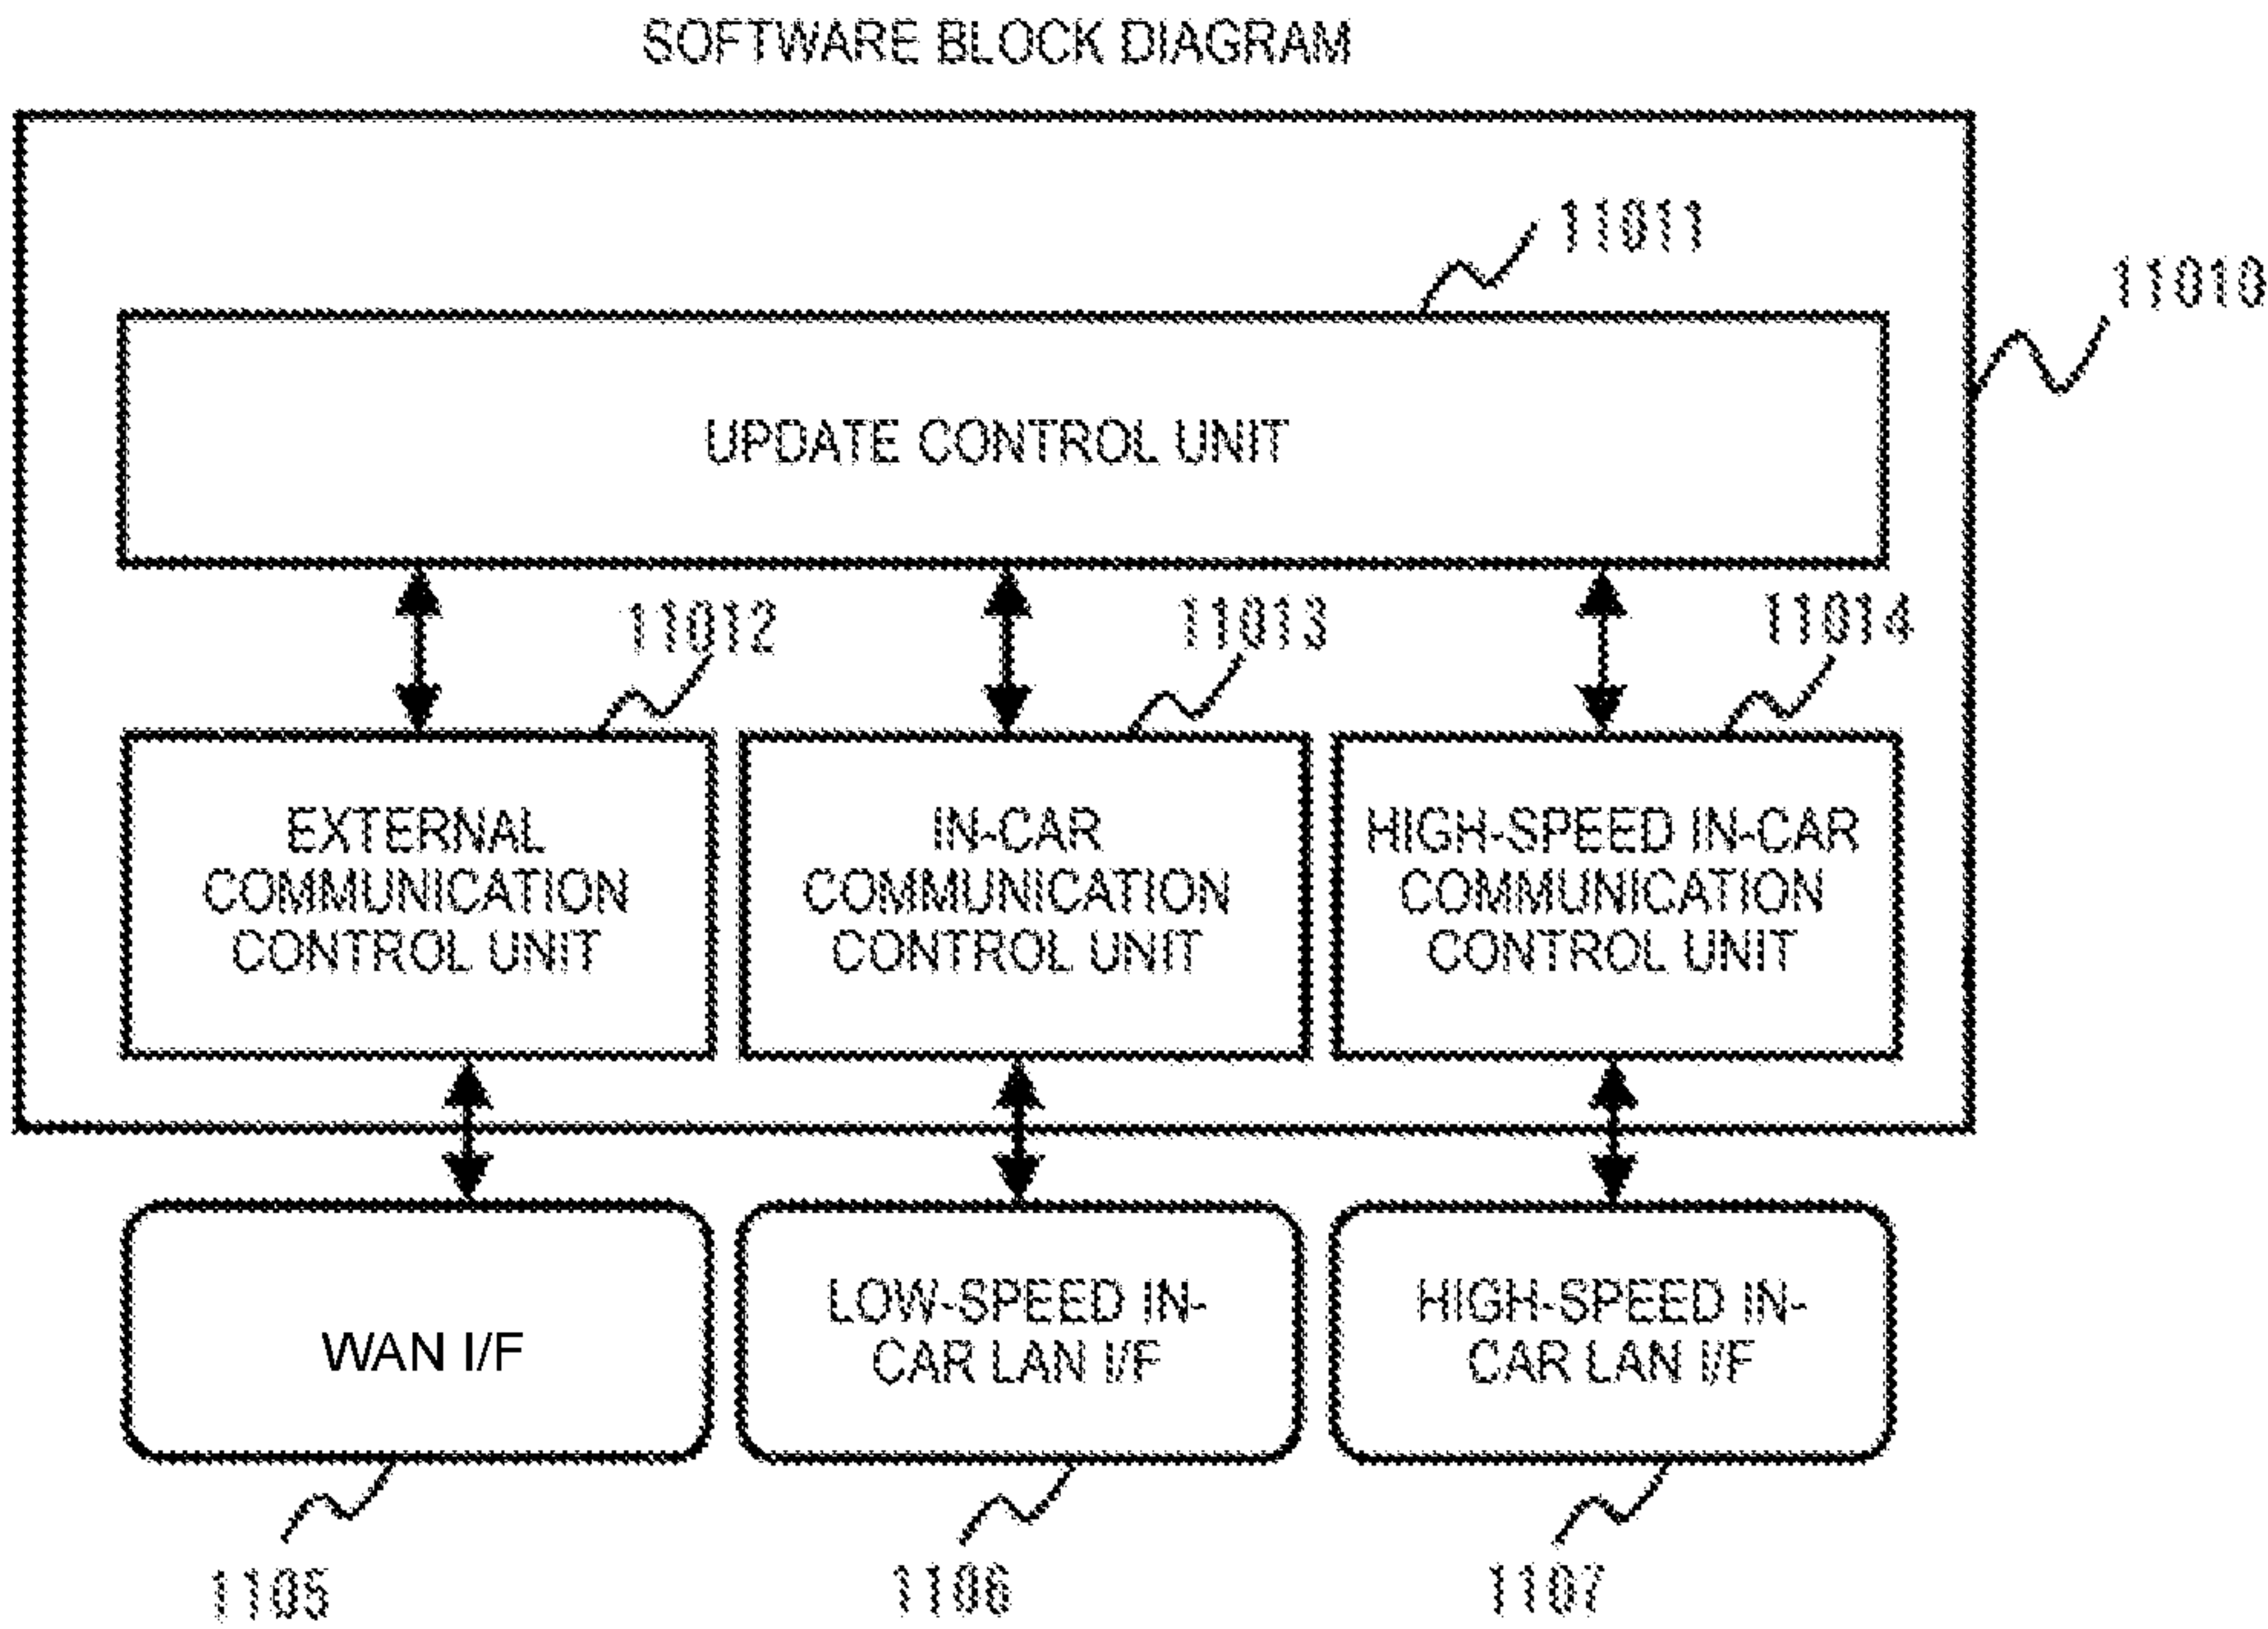 SOFTWARE BLOCK DIAGRAM
11011
11010
UPDATE CONTROL UNIT
11012
11013
11014
EXTERNAL
COMMUNICATION
CONTROL UNIT
IN-CAR
COMMUNICATION
CONTROL UNIT
HIGH-SPEED IN-CAR
COMMUNICATION
CONTROL UNIT
WAN I/F
LOW-SPEED IN-
CAR LAN I/F
HIGH-SPEED IN-
CAR LAN I/F
1105
1106
1107